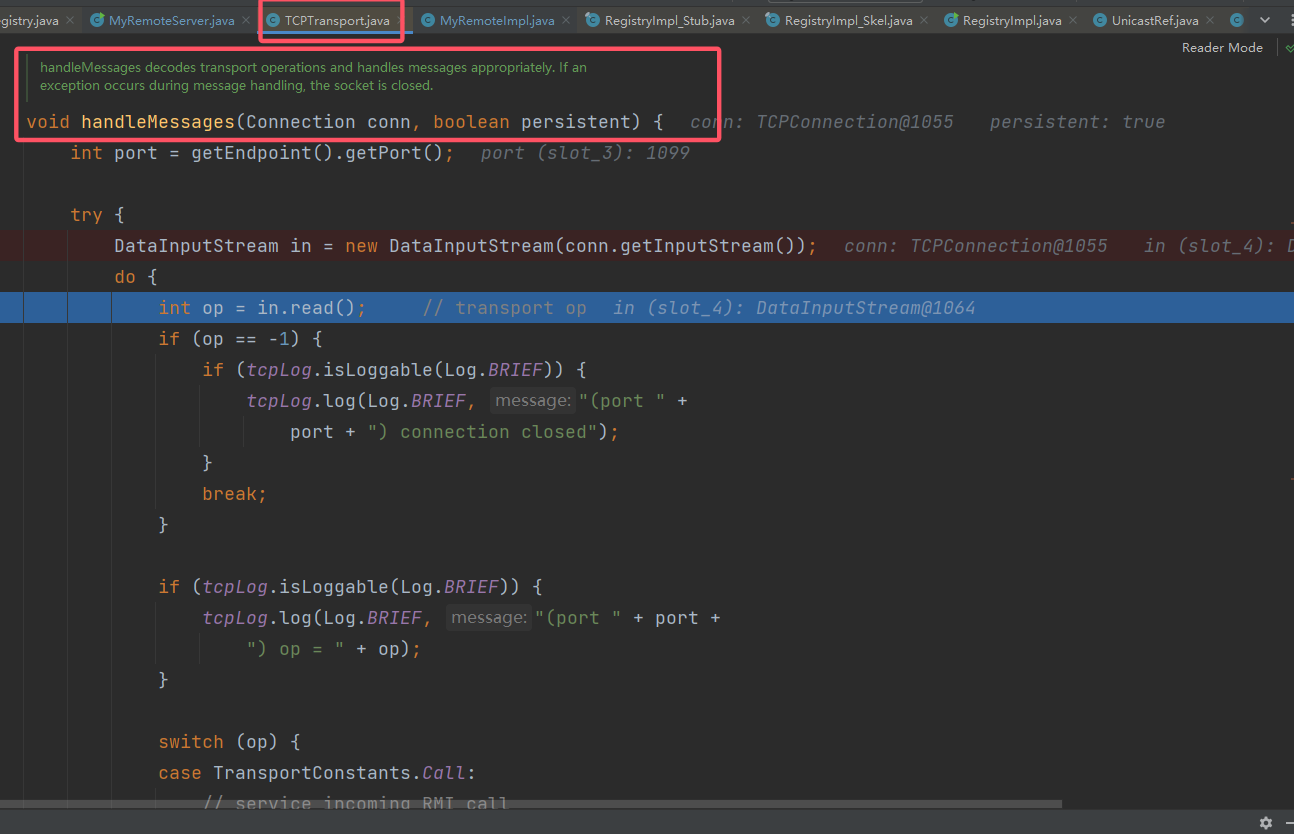 gistry.java MyRemoteServer.java TCPTransport.java MyRemoteImpl.java RegistryImpl_Stub.java RegistryImpl_Skel.java RegistryImpl.java UnicastRef.java
Reader Mode
handleMessages decodes transport operations and handles messages appropriately. If an
exception occurs during message handling, the socket is closed.
void handleMessages(Connection conn, boolean persistent) { conn: TCPConnection@1055 persistent: true
int port = getEndpoint().getPort(); port (slot_3): 1099
try {
DataInputStream in = new DataInputStream(conn.getInputStream()); conn: TCPConnection@1055 in (slot_4): D
do {
int op = in.read(); // transport op in (slot_4): DataInputStream@1064
if (op == -1) {
if (tcpLog.isLoggable(Log.BRIEF)) {
tcpLog.log(Log.BRIEF, message: "(port " +
port + ") connection closed");
}
break;
}
if (tcpLog.isLoggable(Log.BRIEF)) {
tcpLog.log(Log.BRIEF, message: "(port " + port +
") op = " + op);
}
switch (op) {
case TransportConstants.Call:
// service incoming RMI call